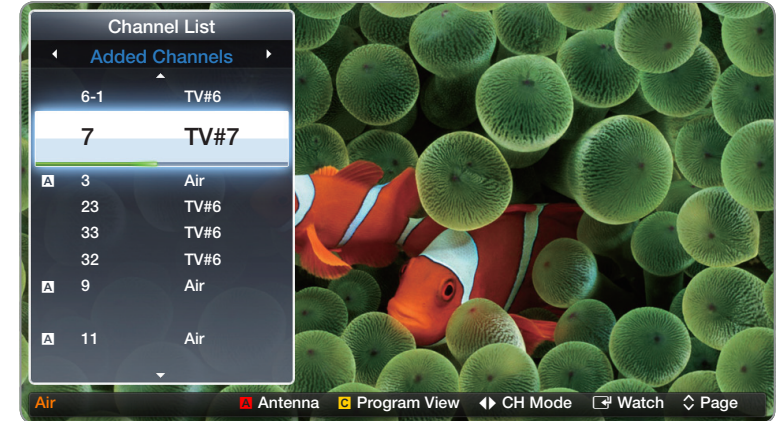 Channel List
Added Channels
6-1 TV#6
7 TV#7
A 3 Air
23 TV#6
33 TV#6
32 TV#6
A 9 Air
A 11 Air
Air A Antenna C Program View CH Mode Watch Page